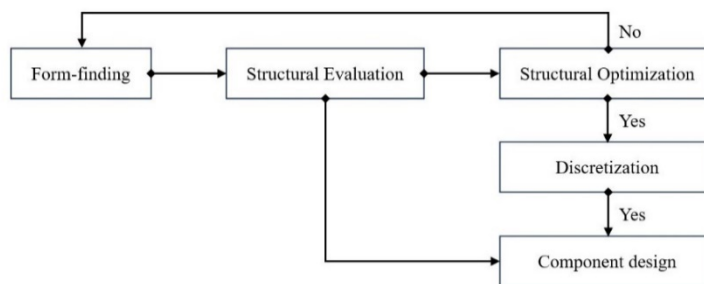 No
Form-finding
Structural Evaluation
Structural Optimization
Yes
Discretization
Yes
Component design